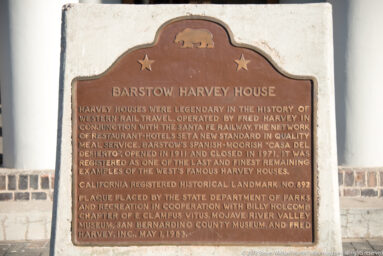 BARSTOW HARVEY HOUSE
HARVEY HOUSES WERE LEGENDARY IN THE HISTORY OF
WESTERN RAIL TRAVEL. OPERATED BY FRED HARVEY IN
CONJUNCTION WITH THE SANTA FE RAILWAY, THE NETWORK
OF RESTAURANT-HOTELS SET A NEW STANDARD IN QUALITY
MEAL SERVICE. BARSTOW'S SPANISH-MOORISH "CASA DEL
DESIERTO", OPENED IN 1911 AND CLOSED IN 1971, IT WAS
REGISTERED AS ONE OF THE LAST AND FINEST REMAINING
EXAMPLES OF THE WEST'S FAMOUS HARVEY HOUSES.
CALIFORNIA REGISTERED HISTORICAL LANDMARK NO. 892
PLAQUE PLACED BY THE STATE DEPARTMENT OF PARKS
AND RECREATION IN COOPERATION WITH BILLY HOLCOMB
CHAPTER OF E CLAMPUS VITUS, MOJAVE RIVER VALLEY
MUSEUM, SAN BERNARDINO COUNTY MUSEUM, AND FRED
HARVEY, INC., MAY 1, 1983.